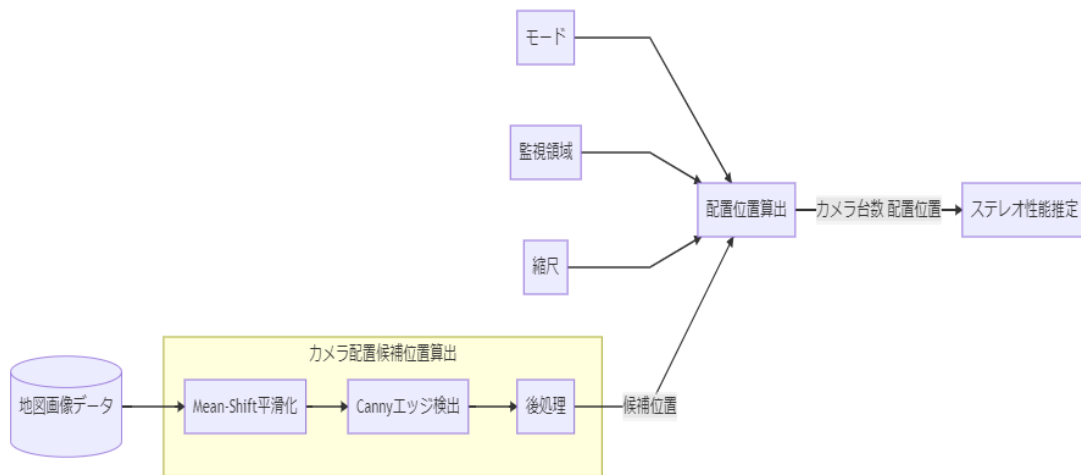 モード
監視領域
配置位置算出
カメラ台数 配置位置
ステレオ性能推定
縮尺
カメラ配置候補位置算出
地図画像データ
Mean-Shift平滑化
Cannyエッジ検出
後処理
候補位置